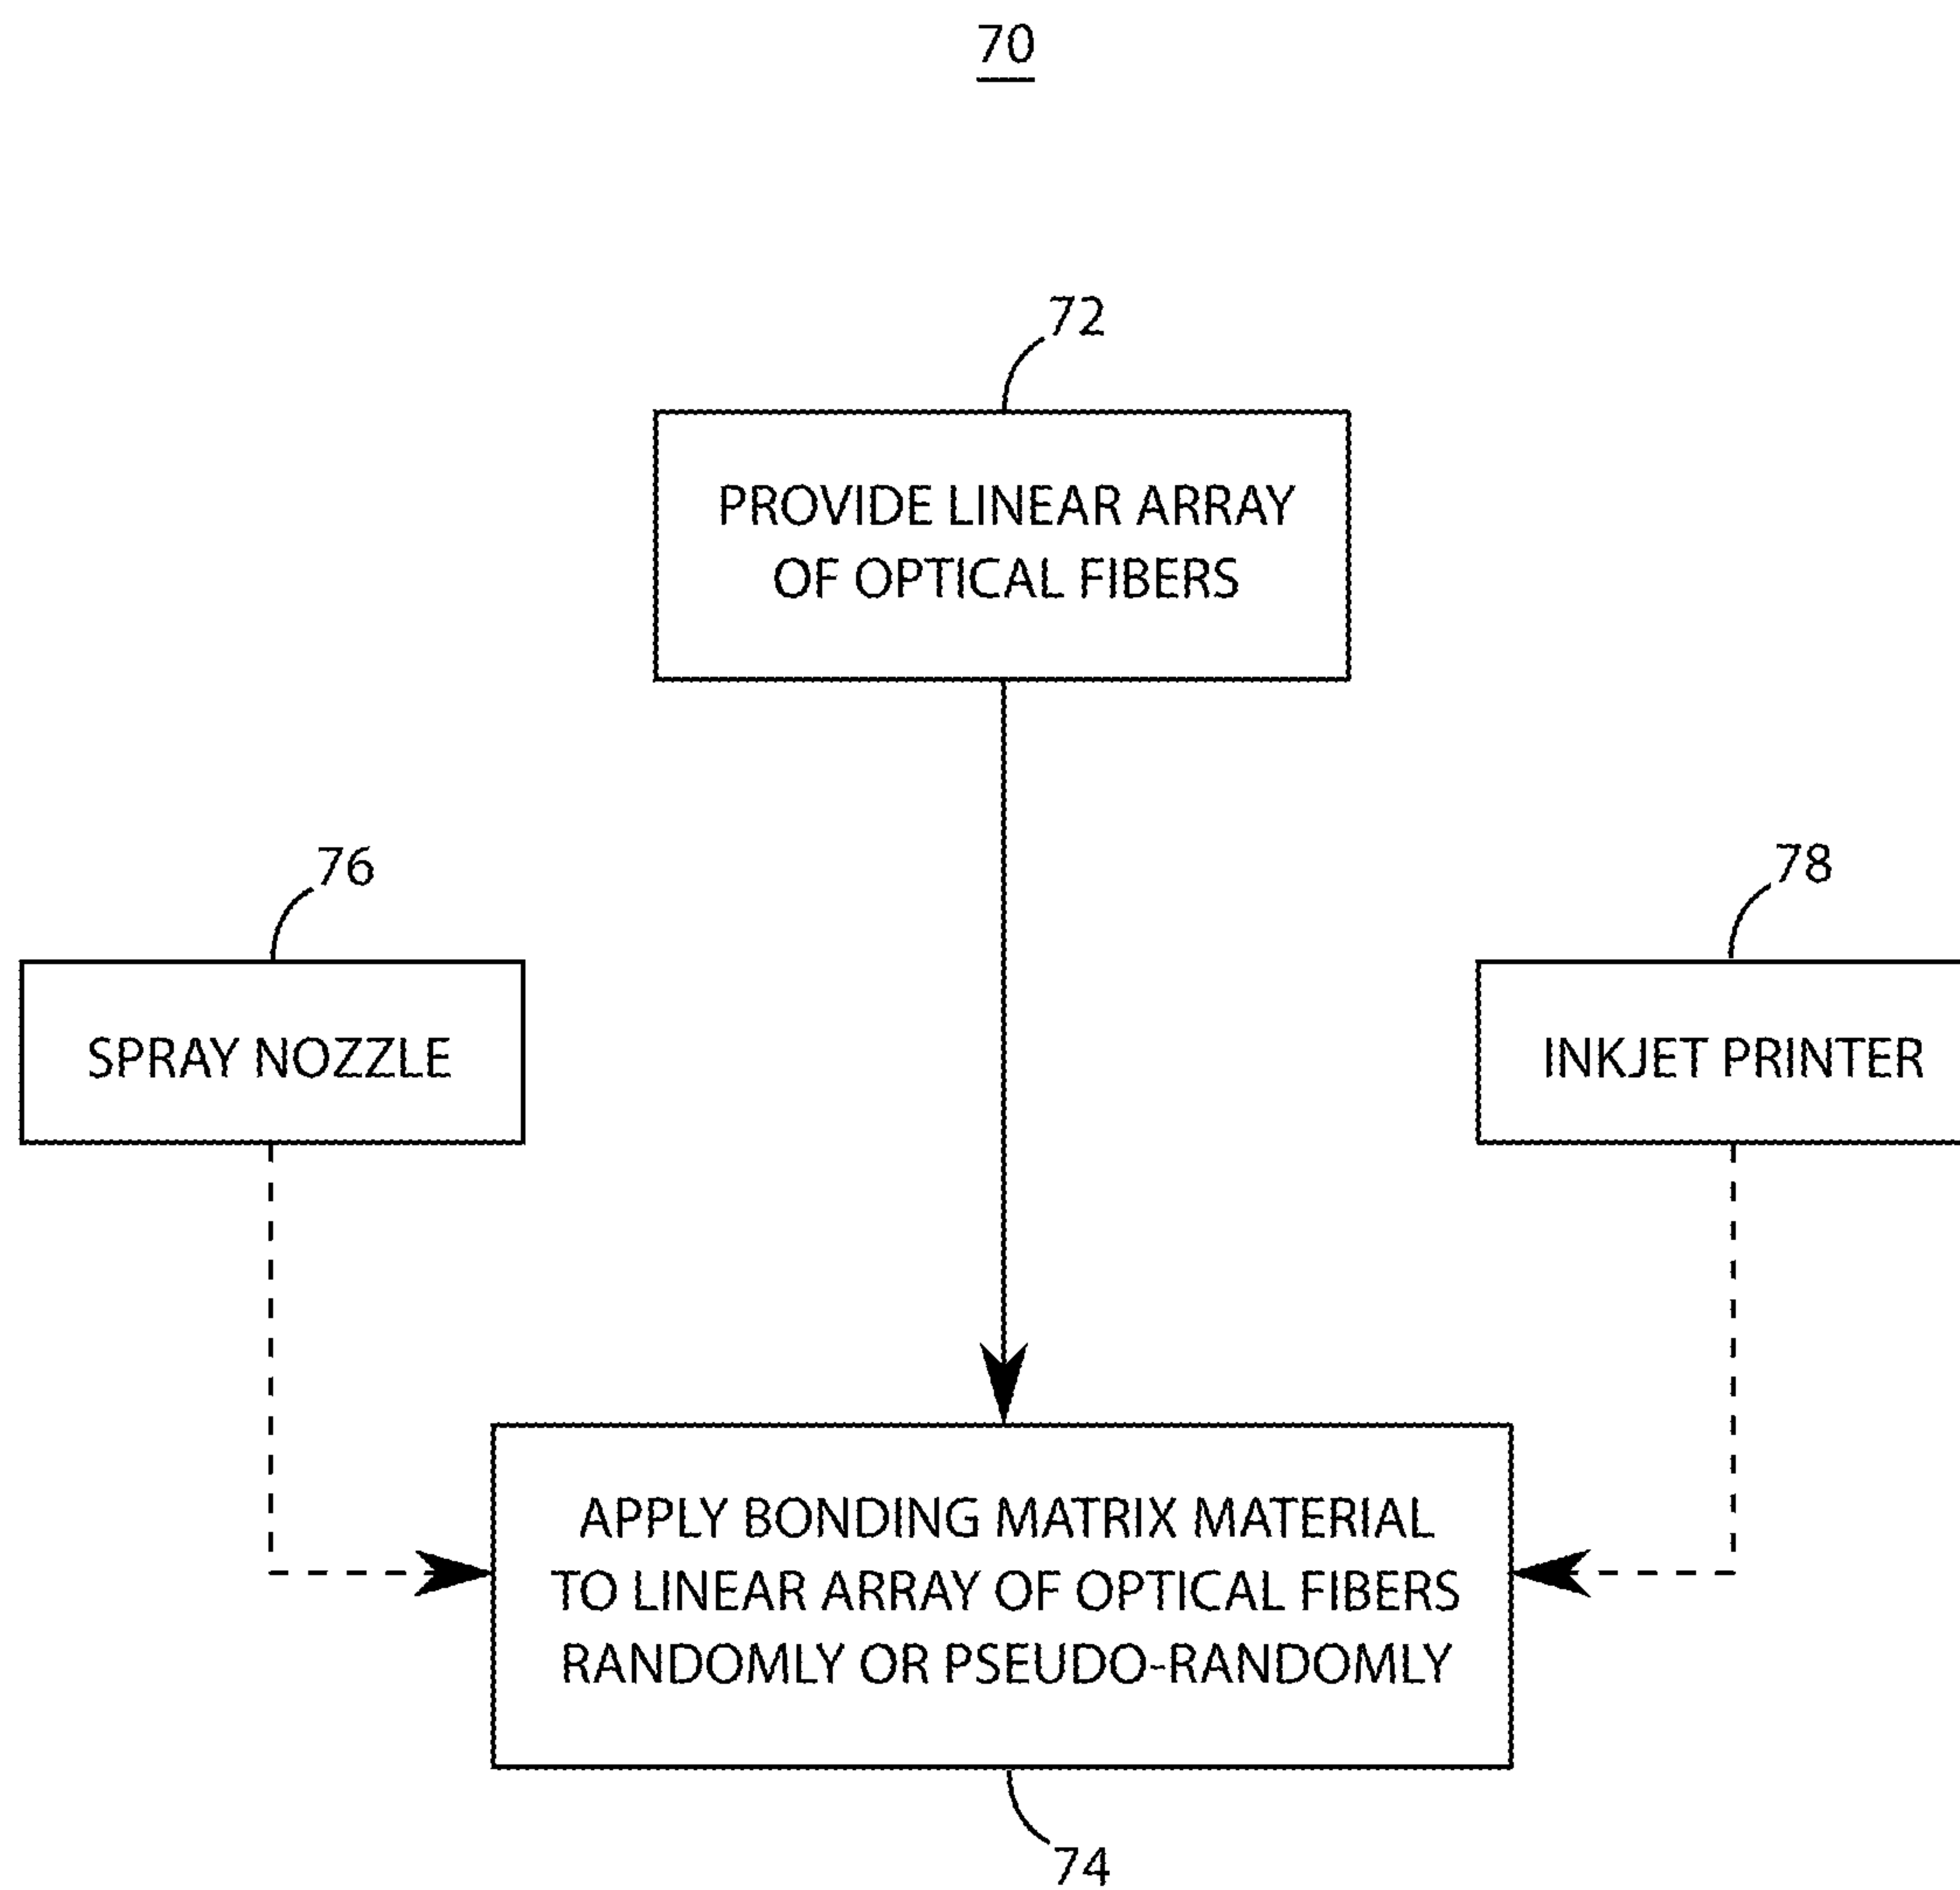 70
72
PROVIDE LINEAR ARRAY
OF OPTICAL FIBERS
76
78
SPRAY NOZZLE
INKJET PRINTER
APPLY BONDING MATRIX MATERIAL
TO LINEAR ARRAY OF OPTICAL FIBERS
RANDOMLY OR PSEUDO-RANDOMLY
74